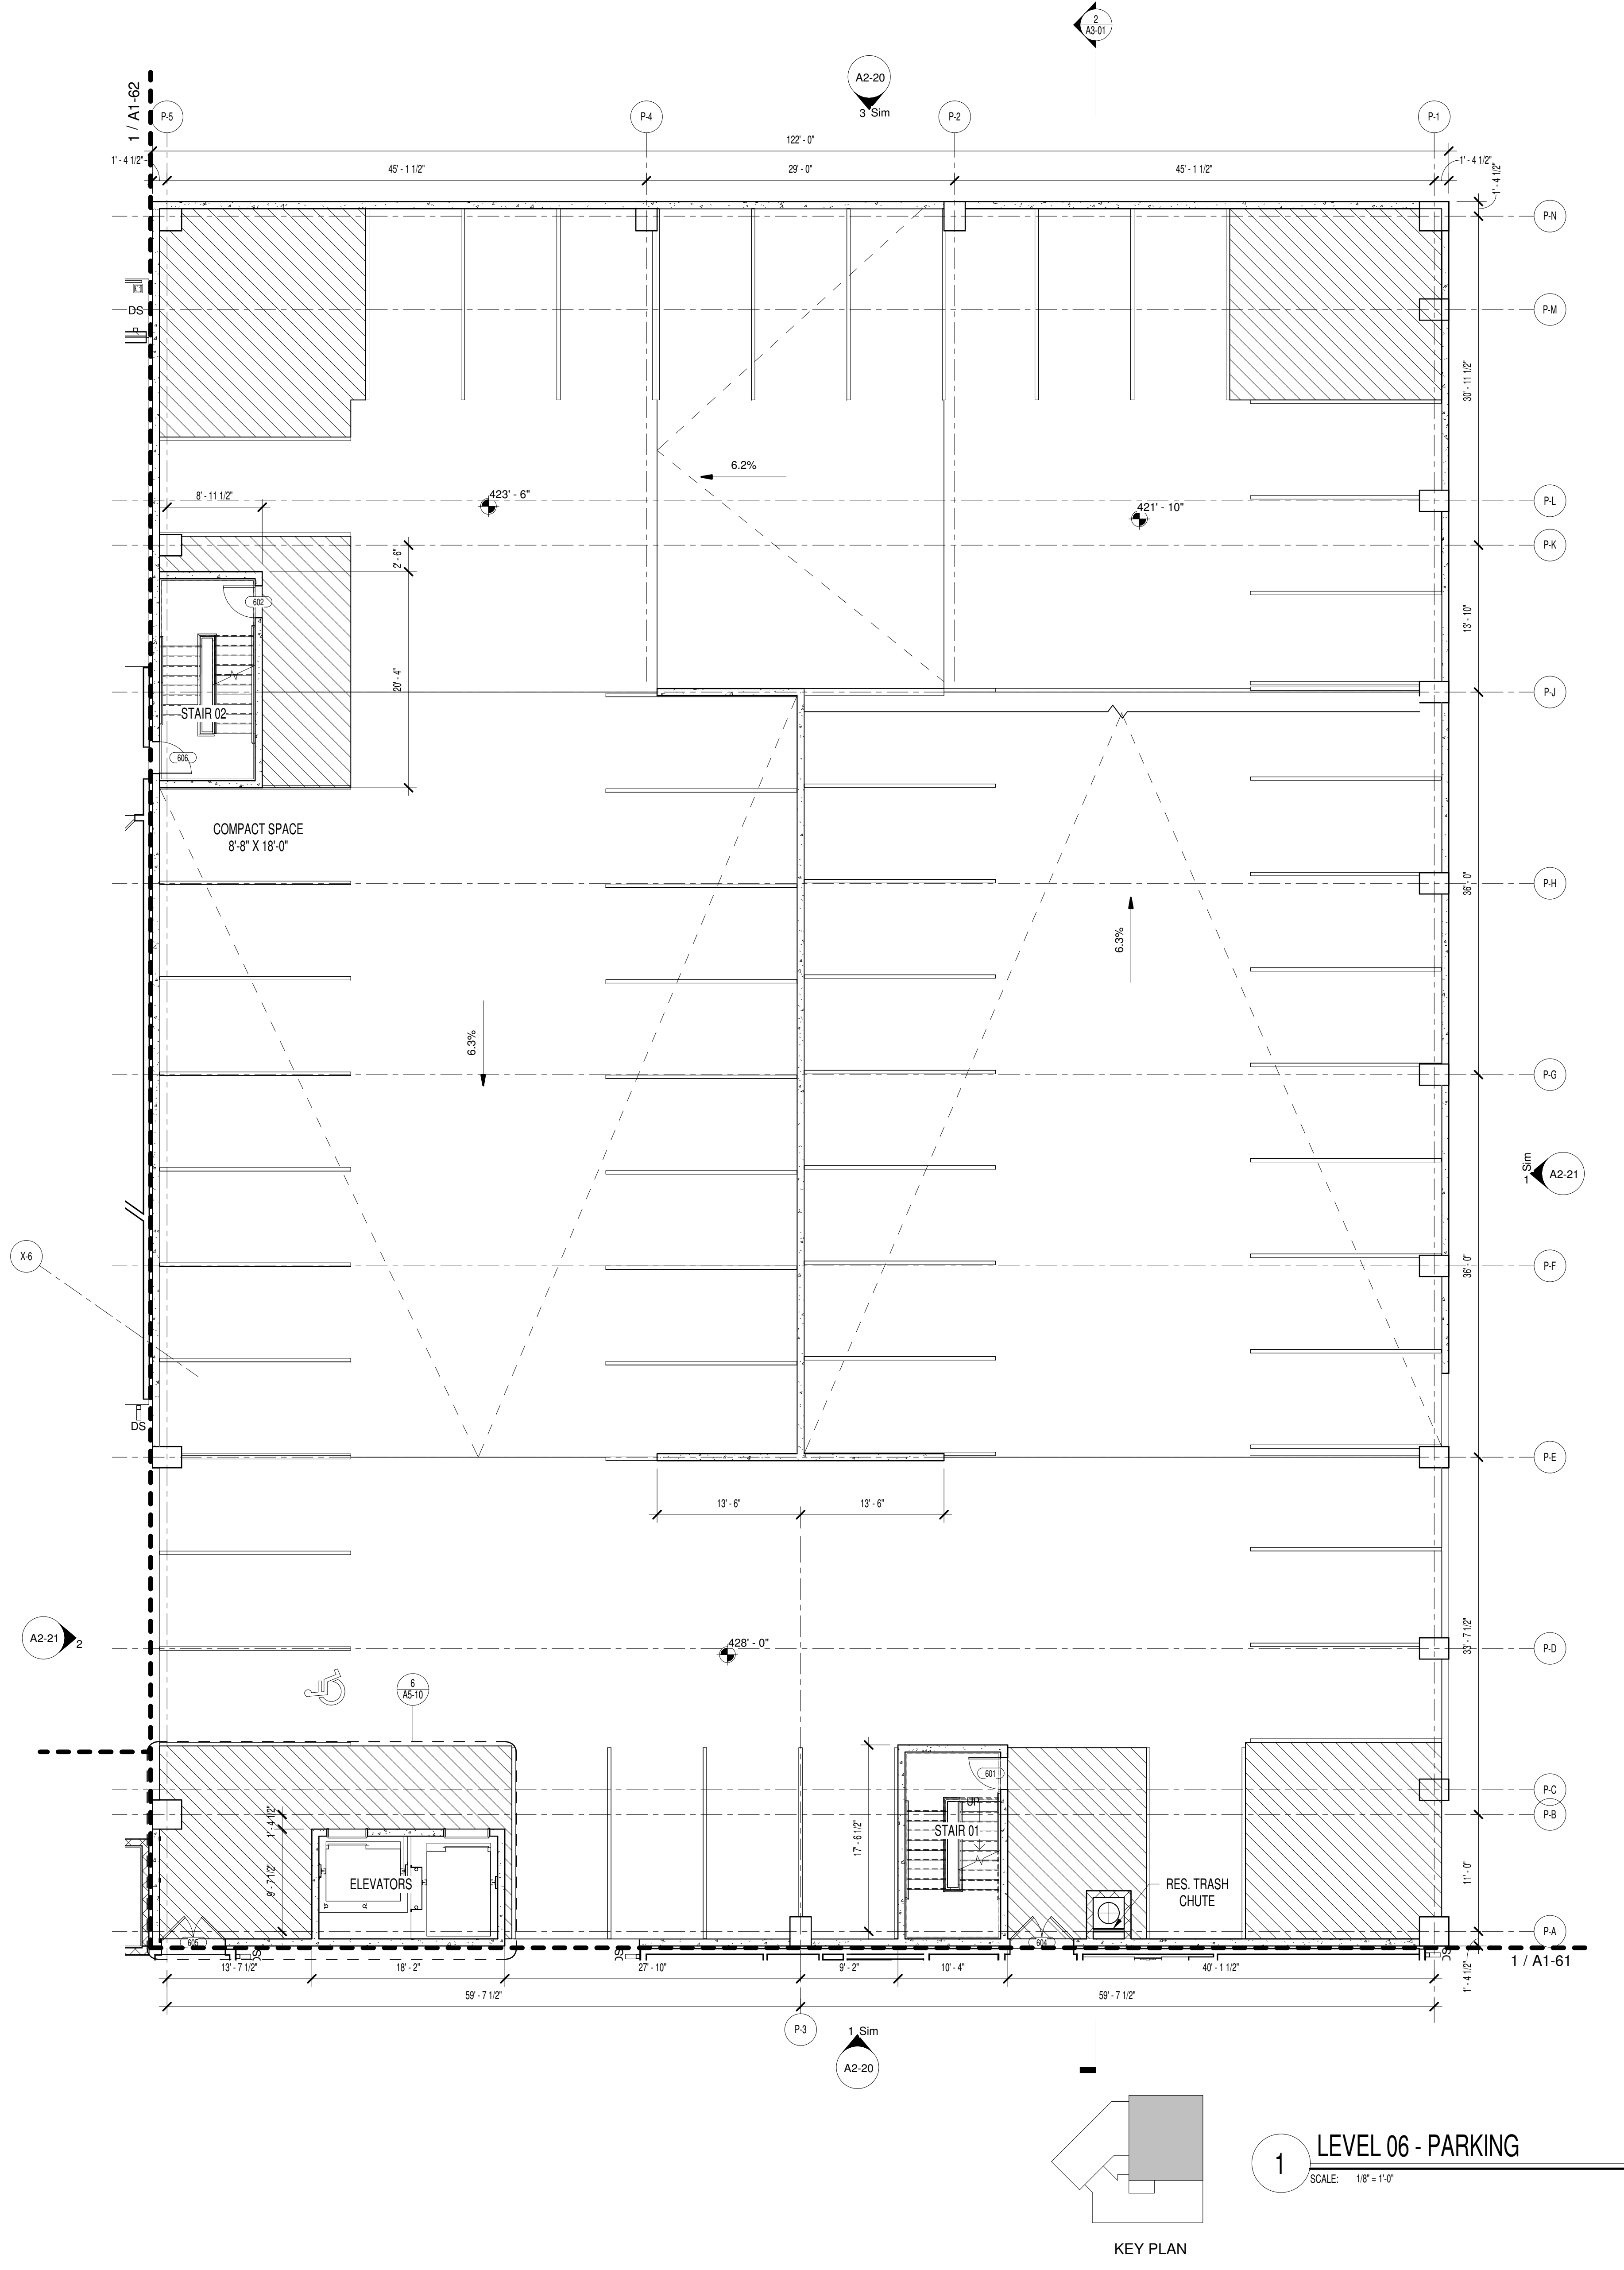 2
A3-01
A2-20
3 Sim
1 / A1-62
P-5
P-4
P-2
P-1
122' - 0"
1' - 4 1/2"
45' - 1 1/2"
29' - 0"
45' - 1 1/2"
1' - 4 1/2"
1' - 4 1/2"
P-N
DS
P-M
30' - 11 1/2"
6.2%
8' - 11 1/2"
423' - 6"
421' - 10"
P-L
2' - 6"
P-K
602
13' - 10"
20' - 4"
STAIR 02
P-J
606
COMPACT SPACE
8'-8" X 18'-0"
36' - 0"
P-H
6.3%
6.3%
P-G
1 Sim
A2-21
X-6
36' - 0"
P-F
DS
P-E
13' - 6"
13' - 6"
A2-21
2
428' - 0"
33' - 7 1/2"
P-D
6
A5-10
601
P-C
UP
P-B
1' - 4 1/2"
STAIR 01
17' - 6 1/2"
9' - 7 1/2"
ELEVATORS
RES. TRASH
CHUTE
11' - 0"
P-A
605
604
DS
DS
DS
1 / A1-61
13' - 7 1/2"
18' - 2"
27' - 10"
9' - 2"
10' - 4"
40' - 1 1/2"
1' - 4 1/2"
59' - 7 1/2"
59' - 7 1/2"
P-3
1 Sim
A2-20
1
LEVEL 06 - PARKING
SCALE: 1/8" = 1'-0"
KEY PLAN